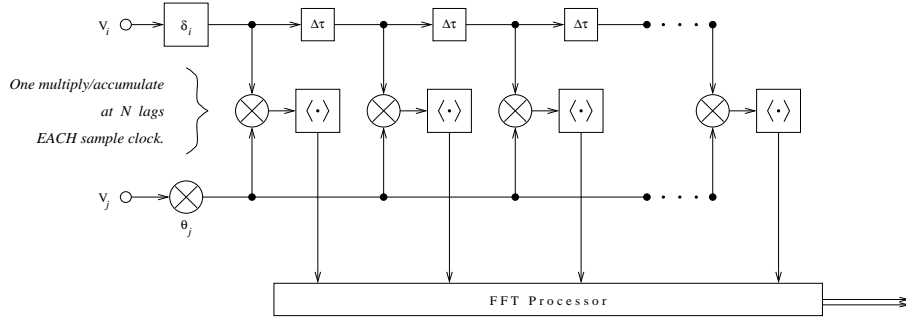 V_i δ_i Δτ Δτ Δτ
One multiply/accumulate
at N lags
EACH sample clock.
⟨·⟩ ⟨·⟩ ⟨·⟩ ⟨·⟩
V_j
θ_j
FFT Processor